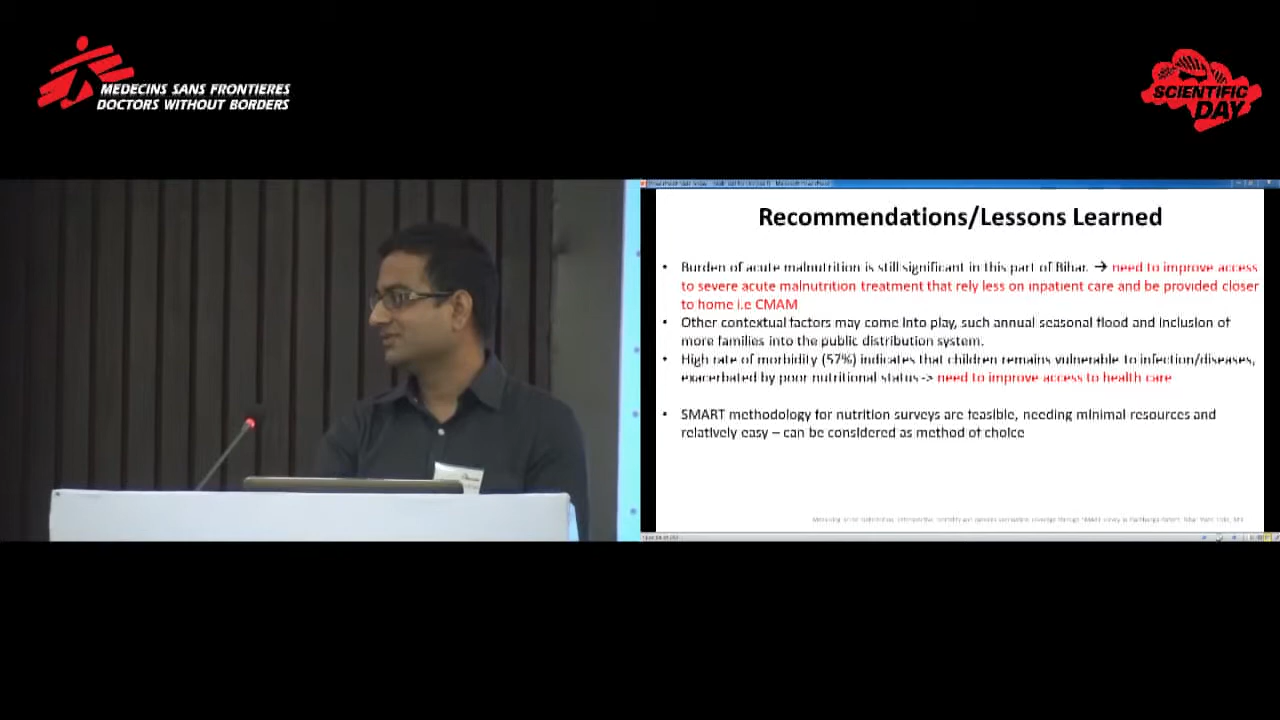 MEDECINS SANS FRONTIERES
DOCTORS WITHOUT BORDERS
SCIENTIFIC
DAY
Recommendations/Lessons Learned
• Burden of acute malnutrition is still significant in this part of Bihar. → need to improve access
to severe acute malnutrition treatment that rely less on inpatient care and be provided closer
to home i.e CMAM
• Other contextual factors may come into play, such annual seasonal flood and inclusion of
more families into the public distribution system.
• High rate of morbidity (57%) indicates that children remains vulnerable to infection/diseases,
exacerbated by poor nutritional status -> need to improve access to health care
• SMART methodology for nutrition surveys are feasible, needing minimal resources and
relatively easy – can be considered as method of choice